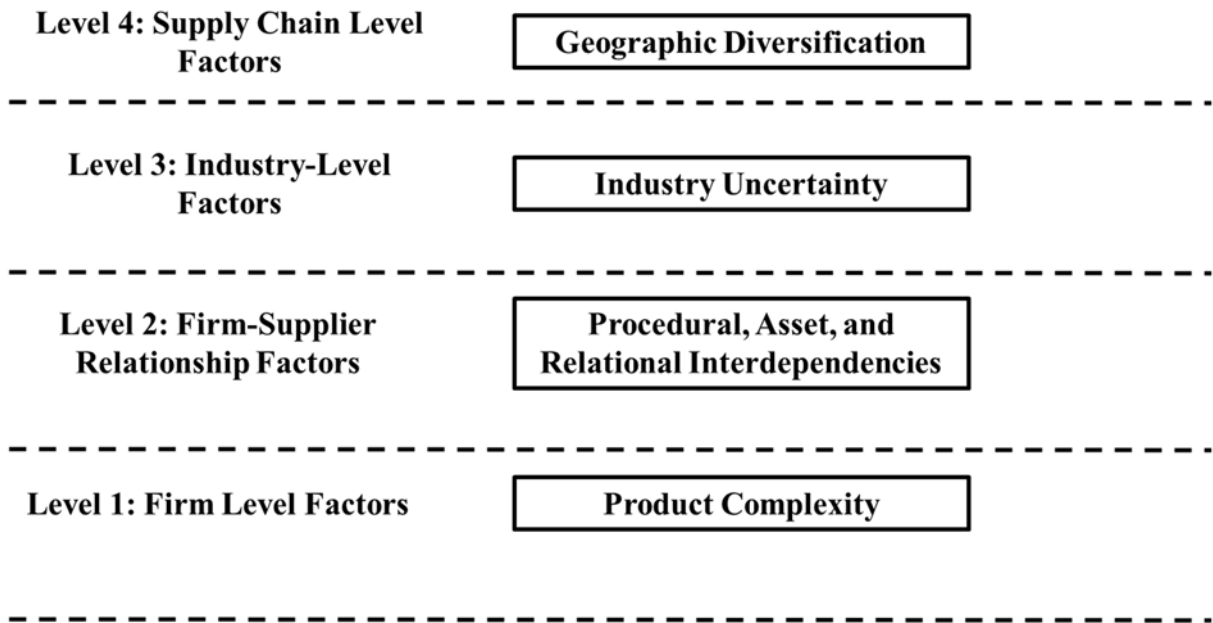 Level 4: Supply Chain Level
Factors
Geographic Diversification
Level 3: Industry-Level
Factors
Industry Uncertainty
Level 2: Firm-Supplier
Relationship Factors
Procedural, Asset, and
Relational Interdependencies
Level 1: Firm Level Factors
Product Complexity